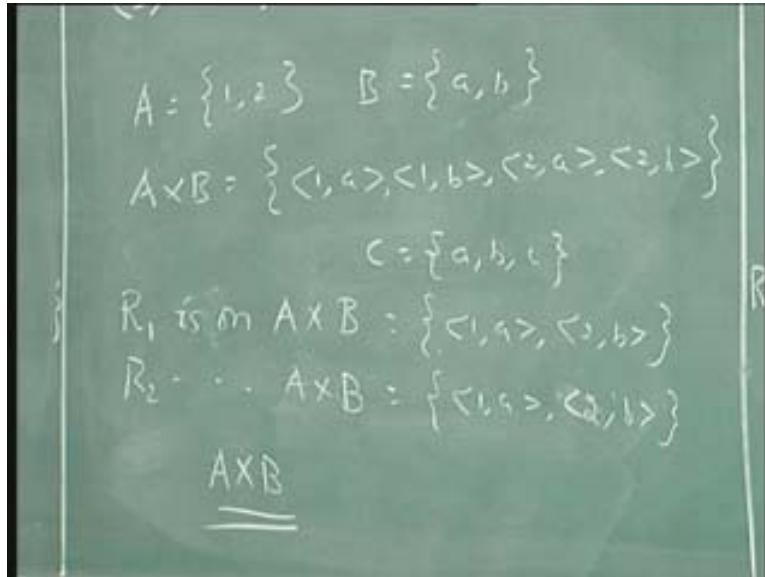 A = {1, 2} B = {a, b}
A×B = {<1, a>, <1, b>, <2, a>, <2, b>}
C = {a, b, c}
}
R₁ is on A × B = {<1, a>, <2, b>}
R₂ · · · A×B = {<1, a>, <2, b>}
A×B
R